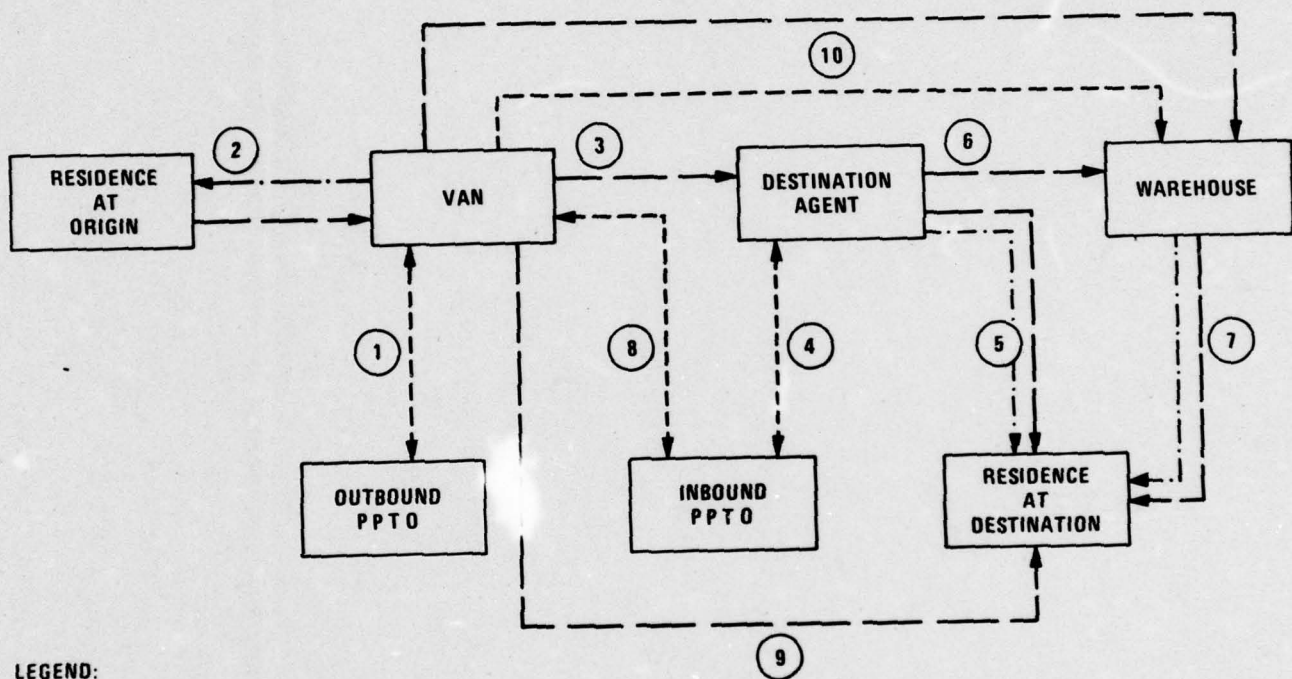 10
2
3
6
RESIDENCE
AT
ORIGIN
VAN
DESTINATION
AGENT
WAREHOUSE
1
8
4
5
7
OUTBOUND
PPTO
INBOUND
PPTO
RESIDENCE
AT
DESTINATION
9
LEGEND: